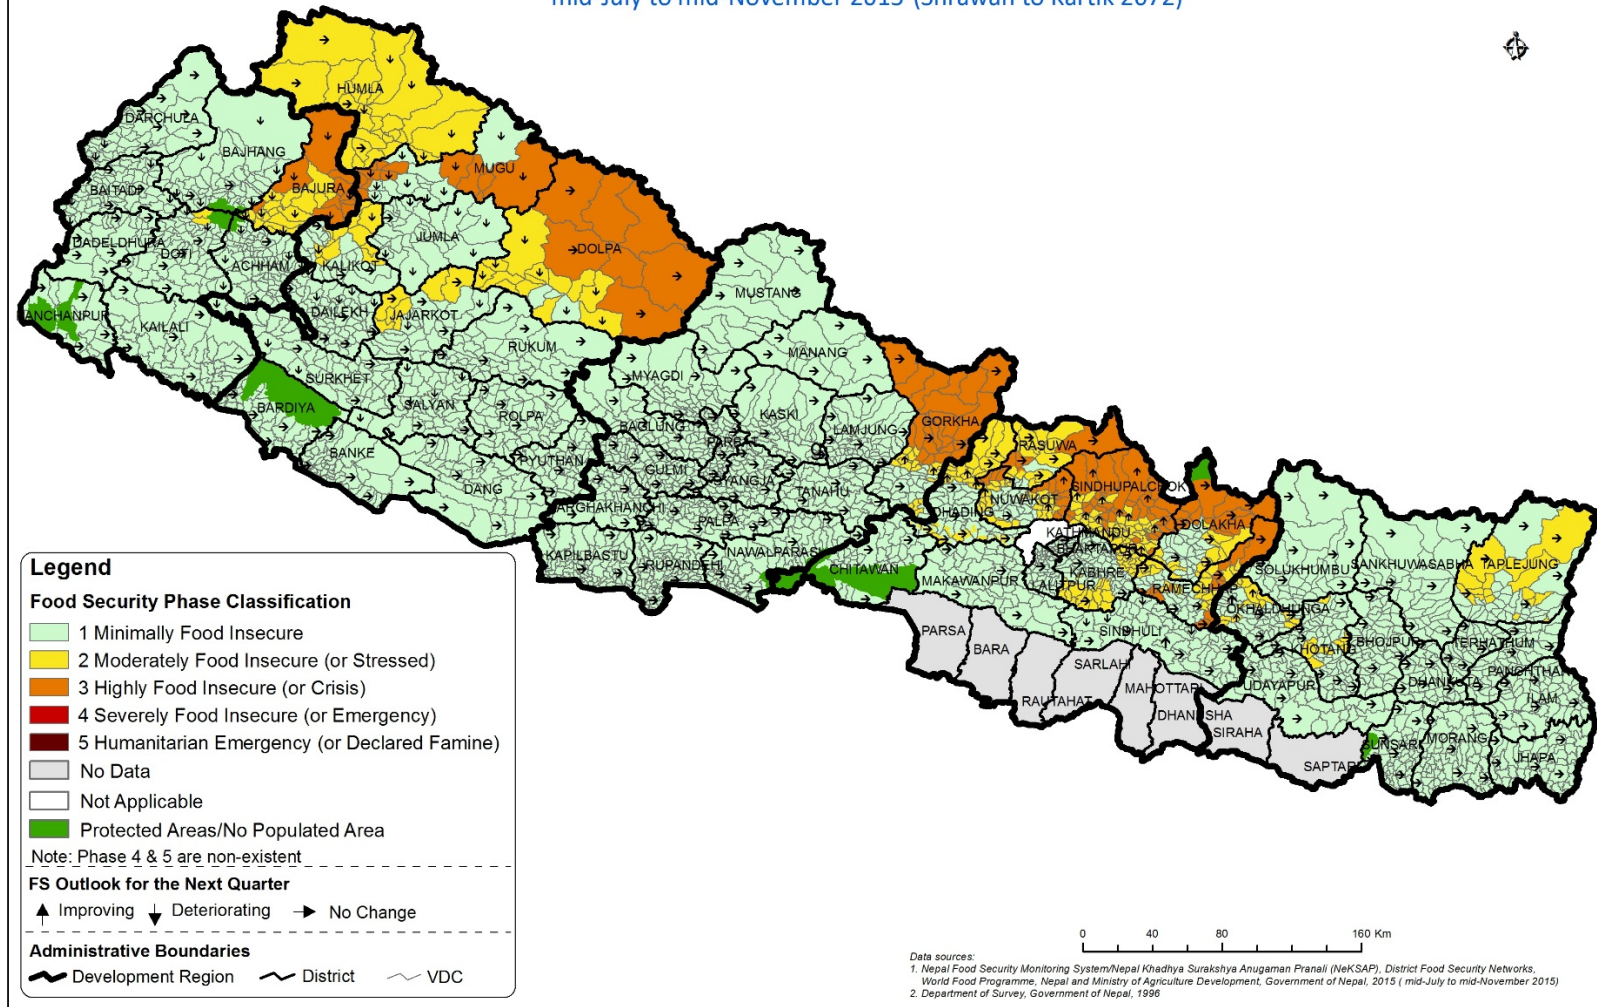 mid-July to mid-November 2015 (Shrawan to Kartik 2072)
HUMLA
DARCHULA
BAJHANG
MUGU
BAITADI
BAJURA
DADELDHURA
DOTI
ACHHAM
JUMLA
DOLPA
KALIKOT
MUSTANG
KANCHANPUR
KAILALI
DAILEKH
JAJARKOT
RUKUM
MANANG
SURKHET
MYAGDI
BARDIYA
SALYAN
ROLPA
KASKI
GORKHA
BAGLUNG
PARBAT
LAMJUNG
BANKE
PYUTHAN
GULMI
SYANGJA
TANAHU
DANG
ARGHAKHANCHI
PALPA
RASUWA
SINDHUPALCHOK
NUWAKOT
DHADING
KATHMANDU
DOLAKHA
BHAKTAPUR
KAPILBASTU
RUPANDEHI
NAWALPARASI
CHITAWAN
MAKAWANPUR
LALITPUR
KABHRE
RAMECHHAP
SOLUKHUMBU
SANKHUWASABHA
TAPLEJUNG
OKHALDHUNGA
SINDHULI
KHOTANG
BHOJPUR
TERHATHUM
PARSA
BARA
SARLAHI
RAUTAHAT
MAHOTTARI
DHANUSHA
SIRAHA
UDAYAPUR
DHANKUTA
PANCHTHAR
ILAM
SAPTARI
SUNSARI
MORANG
JHAPA
Legend
Food Security Phase Classification
1 Minimally Food Insecure
2 Moderately Food Insecure (or Stressed)
3 Highly Food Insecure (or Crisis)
4 Severely Food Insecure (or Emergency)
5 Humanitarian Emergency (or Declared Famine)
No Data
Not Applicable
Protected Areas/No Populated Area
Note: Phase 4 & 5 are non-existent
FS Outlook for the Next Quarter
Improving Deteriorating No Change
Administrative Boundaries
Development Region District VDC
0 40 80 160 Km
Data sources:
1. Nepal Food Security Monitoring System/Nepal Khadhya Surakshya Anugaman Pranali (NeKSAP), District Food Security Networks,
World Food Programme, Nepal and Ministry of Agriculture Development, Government of Nepal, 2015 ( mid-July to mid-November 2015)
2. Department of Survey, Government of Nepal, 1996